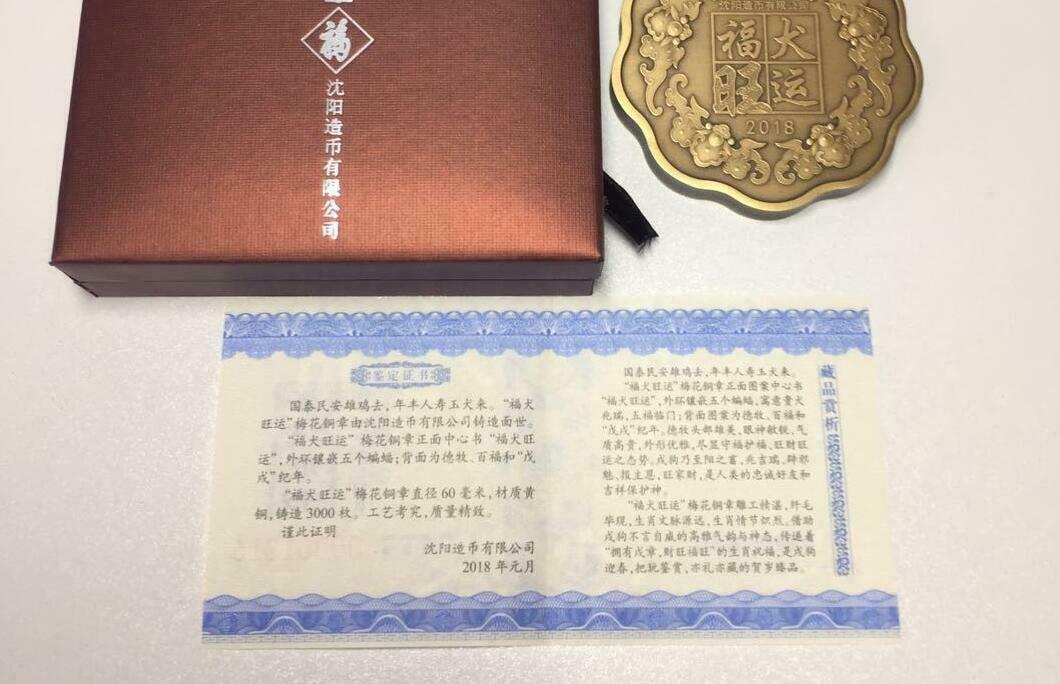 福
沈阳造币有限公司
沈阳造币有限公司
福犬
旺运
2018
鉴定证书
国泰民安雄鸡去，年丰人寿玉犬来。“福犬
旺运”梅花铜章由沈阳造币有限公司铸造面世。
“福犬旺运”梅花铜章正面中心书“福犬旺
运”，外环镶嵌五个蝙蝠；背面为德牧、百福和“戊
戌”纪年。
“福犬旺运”梅花铜章直径60毫米，材质黄
铜，铸造3000枚。工艺考究，质量精致。
谨此证明
沈阳造币有限公司
2018年元月
藏品赏析
国泰民安雄鸡去，年丰人寿玉犬来。
“福犬旺运”梅花铜章正面图案中心书
“福犬旺运”，外环镶嵌五个蝙蝠，寓意黄犬
兆瑞，五福临门；背面图案为德牧、百福和
“戊戌”纪年。德牧头部雄美，眼神敏锐，气
质高贵，外形优雅，尽显守福护福、旺财旺
运之态势。戌狗乃至阳之畜，兆吉瑞、辟邪
魅、报主恩，旺家财，是人类的忠诚好友和
吉祥保护神。
“福犬旺运”梅花铜章雕工精湛，纤毛
毕现，生肖文脉源远，生肖情节炽烈。借助
戌狗不言自威的高雅气韵与神态，传递着
“拥有戊章，财旺福旺”的生肖祝福，是戌狗
迎春，把玩鉴赏，亦礼亦藏的贺岁臻品。